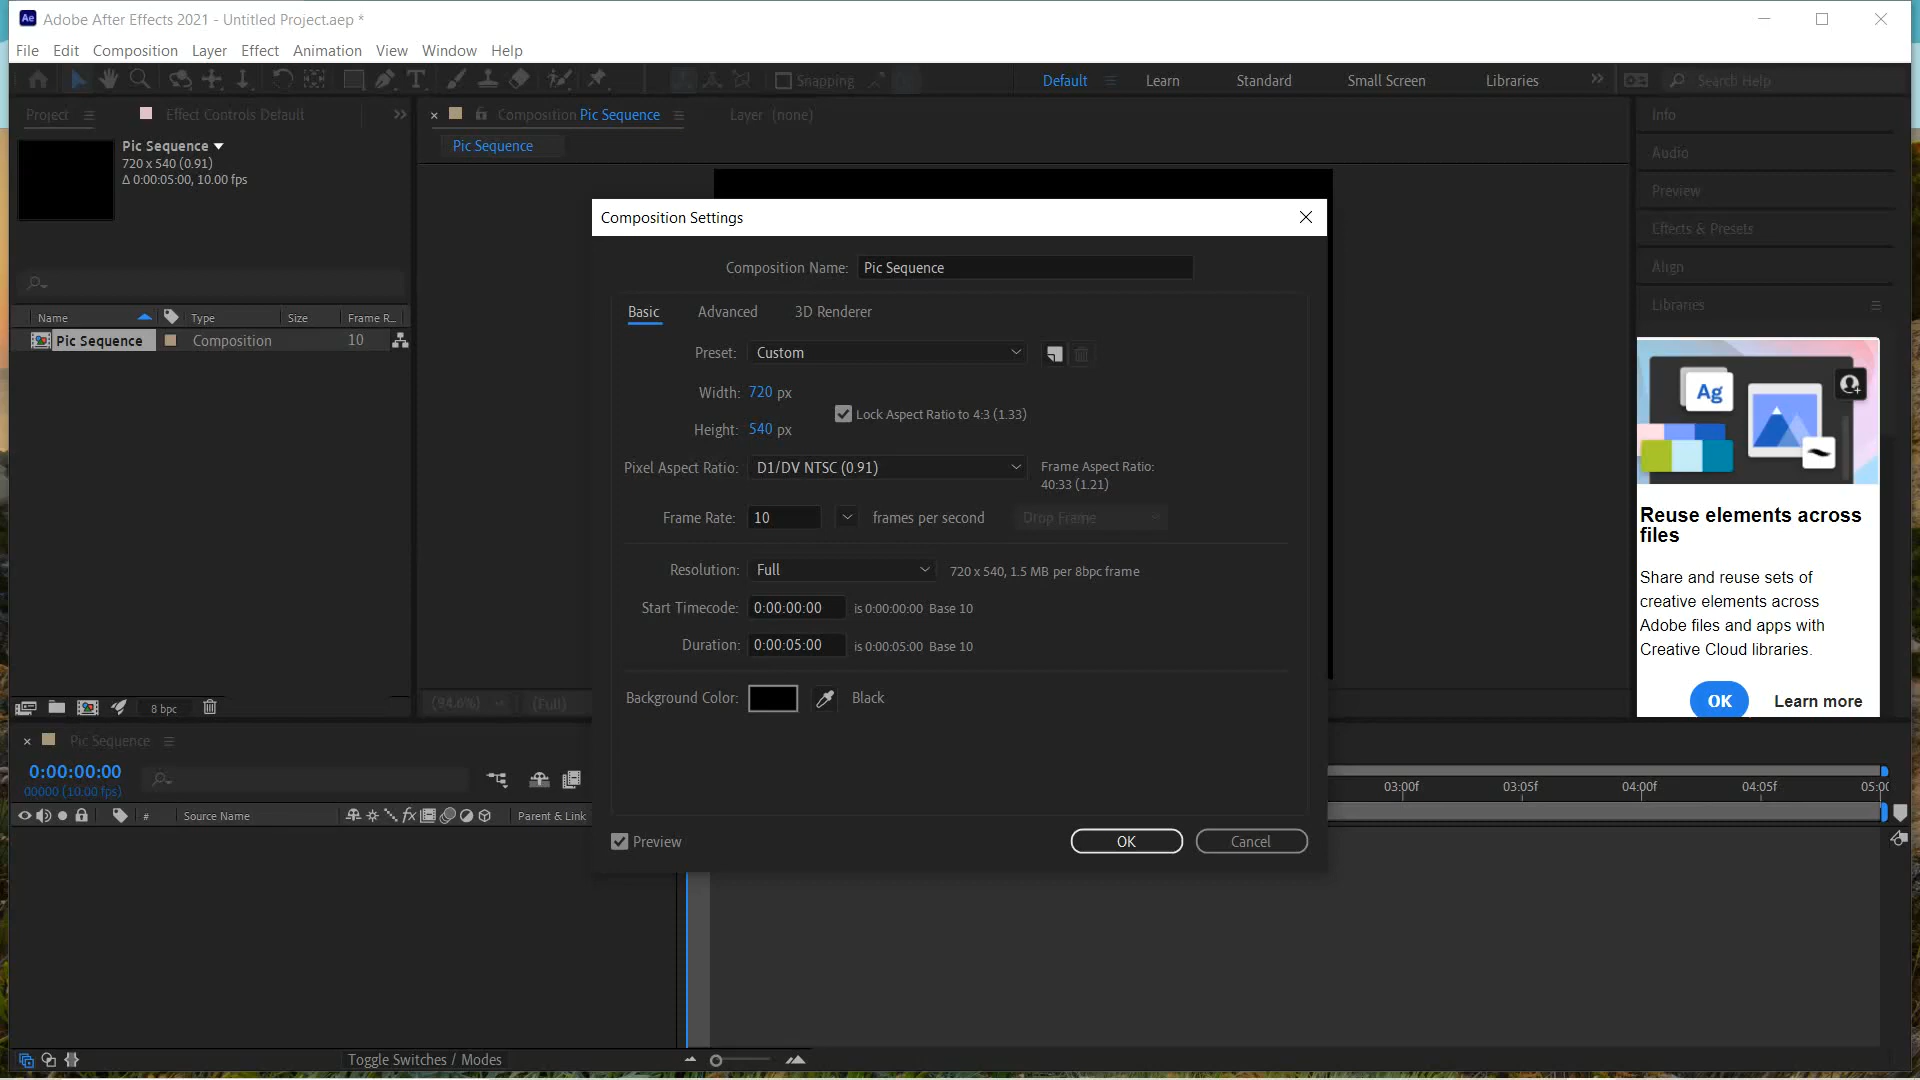 Ae Adobe After Effects 2021 - Untitled Project.aep *
File Edit Composition Layer Effect Animation View Window Help
Snapping
Default Learn Standard Small Screen Libraries Search Help
Project Effect Controls Default
Composition Pic Sequence Layer (none)
Pic Sequence
Pic Sequence
720 x 540 (0.91)
Δ 0:00:05:00, 10.00 fps
Name Type Size Frame R...
Pic Sequence Composition 10
8 bpc
(94.6%) (Full)
Composition Settings
Composition Name: Pic Sequence
Basic Advanced 3D Renderer
Preset: Custom
Width: 720 px
Lock Aspect Ratio to 4:3 (1.33)
Height: 540 px
Pixel Aspect Ratio: D1/DV NTSC (0.91)
Frame Aspect Ratio:
40:33 (1.21)
Frame Rate: 10 frames per second Drop Frame
Resolution: Full 720 x 540, 1.5 MB per 8bpc frame
Start Timecode: 0:00:00:00 is 0:00:00:00 Base 10
Duration: 0:00:05:00 is 0:00:05:00 Base 10
Background Color: Black
Preview OK Cancel
Info
Audio
Preview
Effects & Presets
Align
Libraries
Ag
Reuse elements across
files
Share and reuse sets of
creative elements across
Adobe files and apps with
Creative Cloud libraries.
OK Learn more
Pic Sequence
0:00:00:00
00000 (10.00 fps)
# Source Name fx Parent & Link
03:00f 03:05f 04:00f 04:05f 05:00
Toggle Switches / Modes